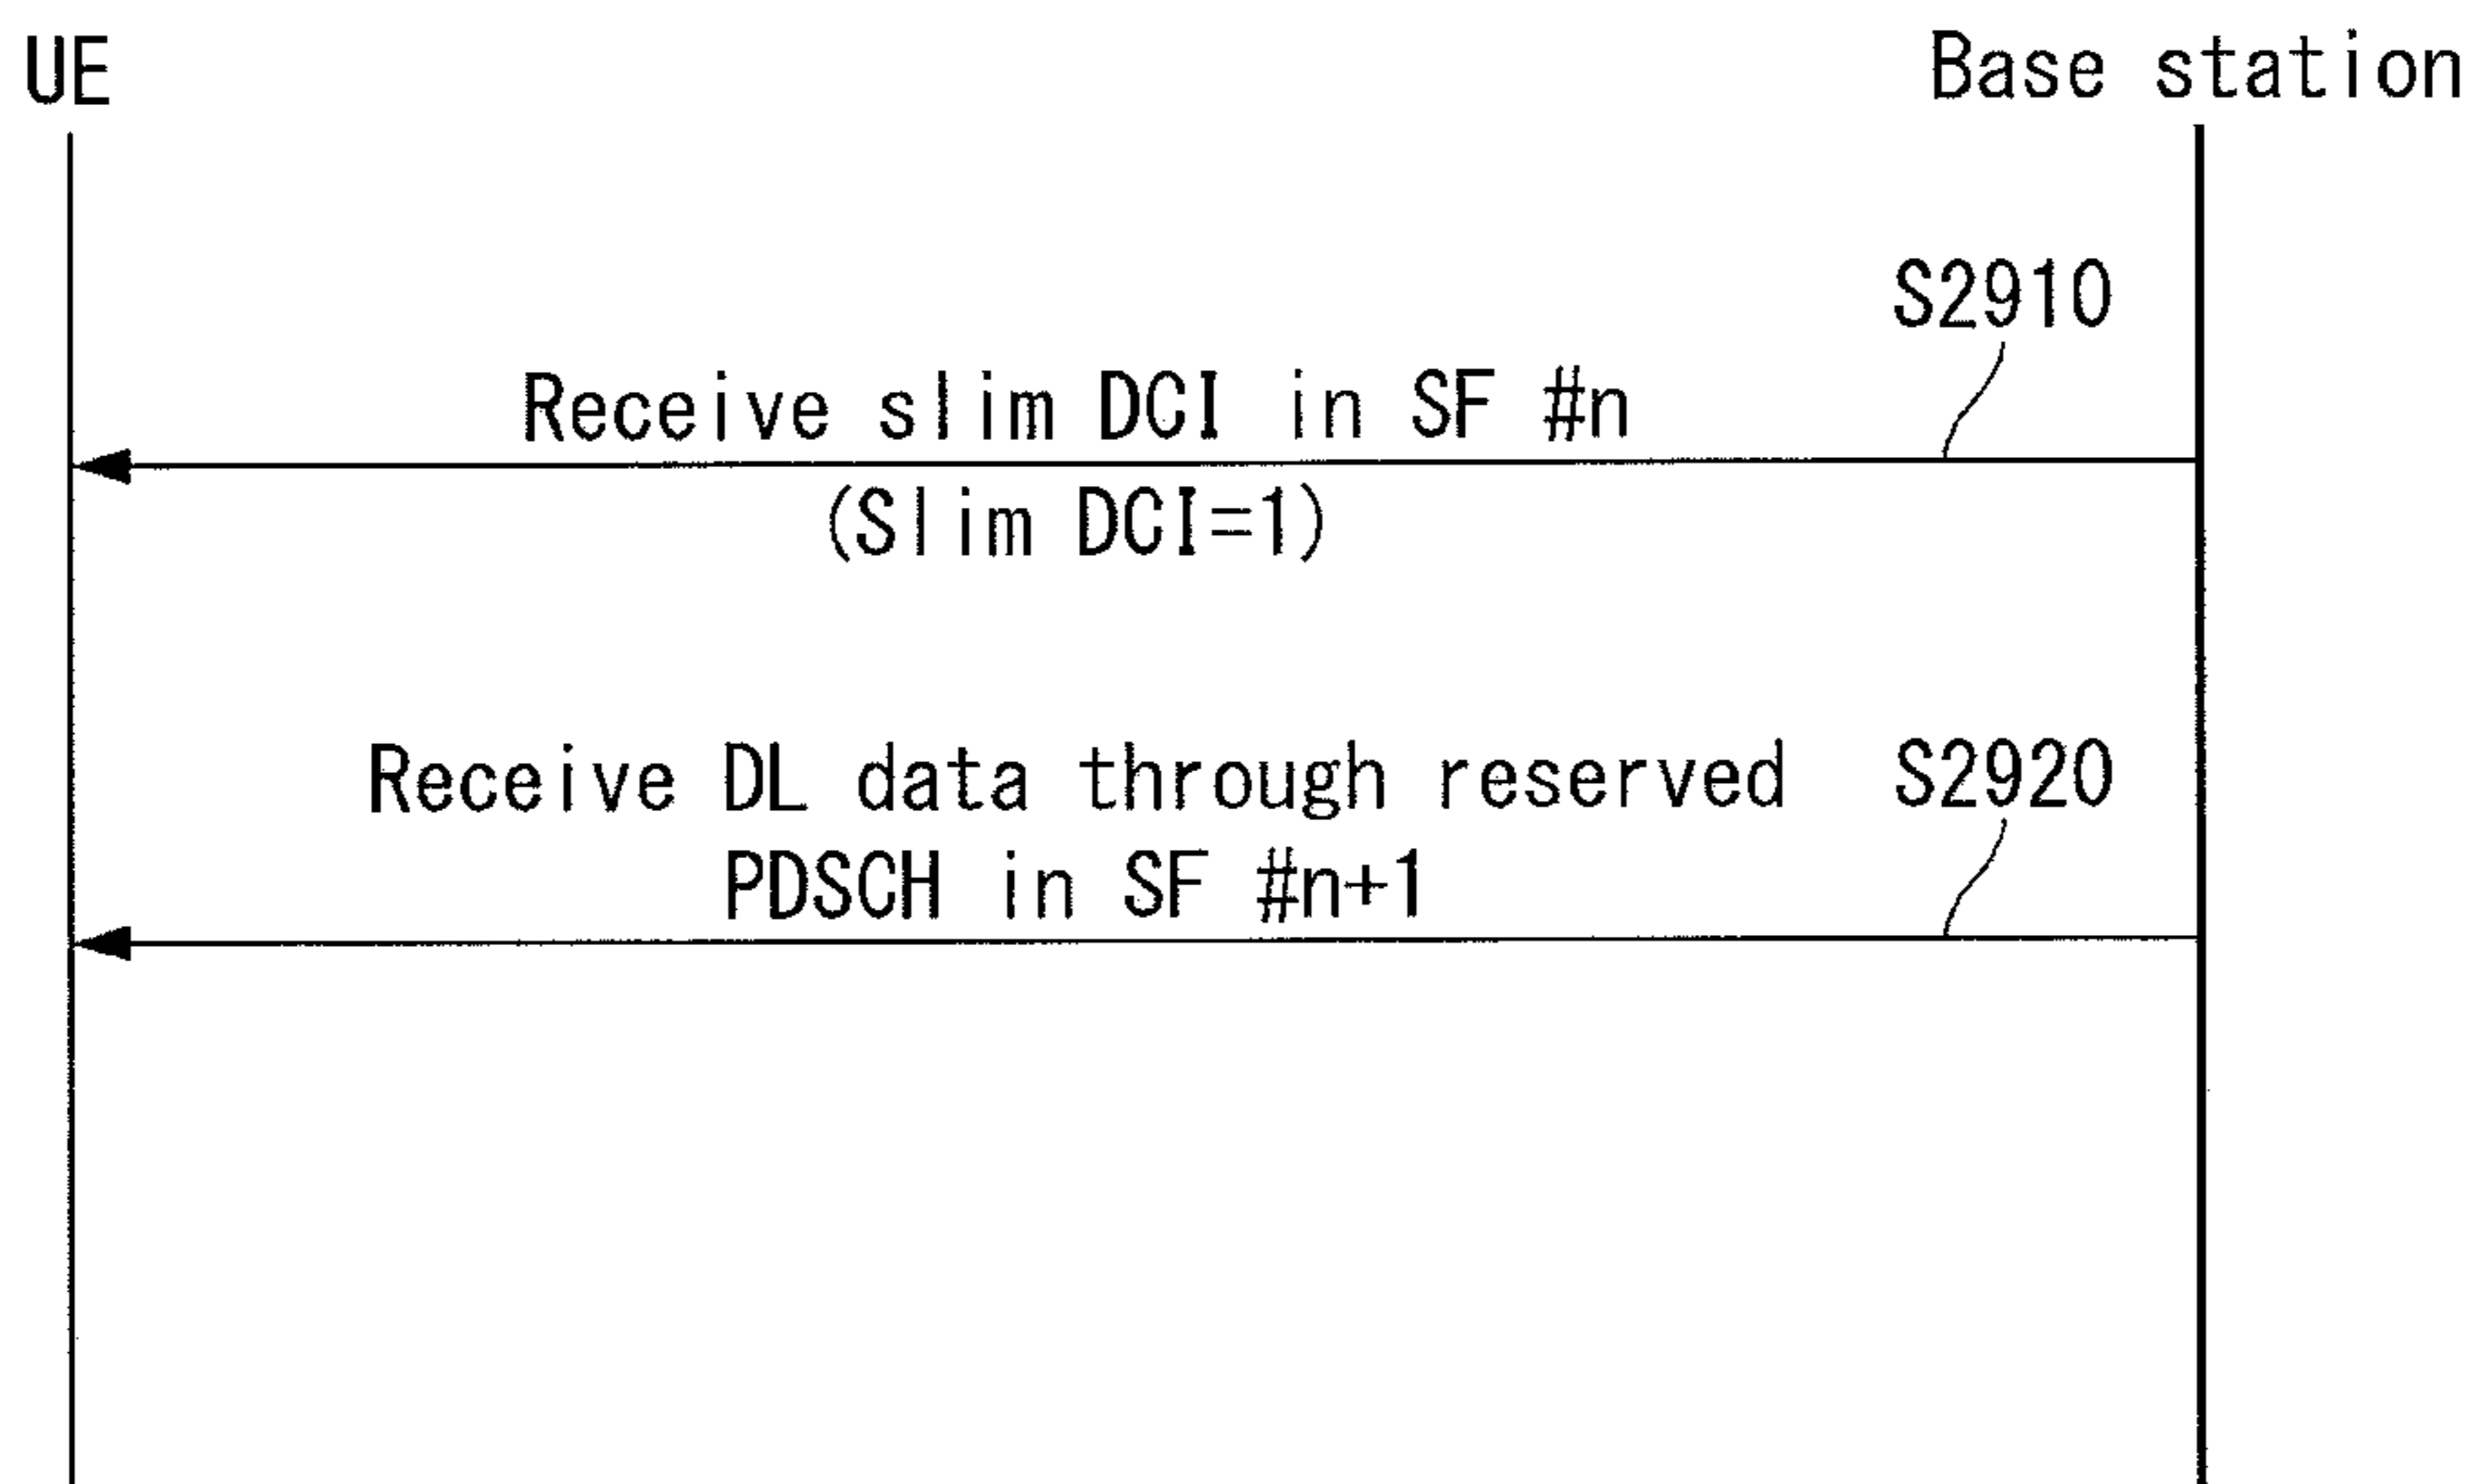 UE
Base station
S2910
Receive slim DCI in SF #n
(Slim DCI=1)
Receive DL data through reserved
S2920
PDSCH in SF #n+1